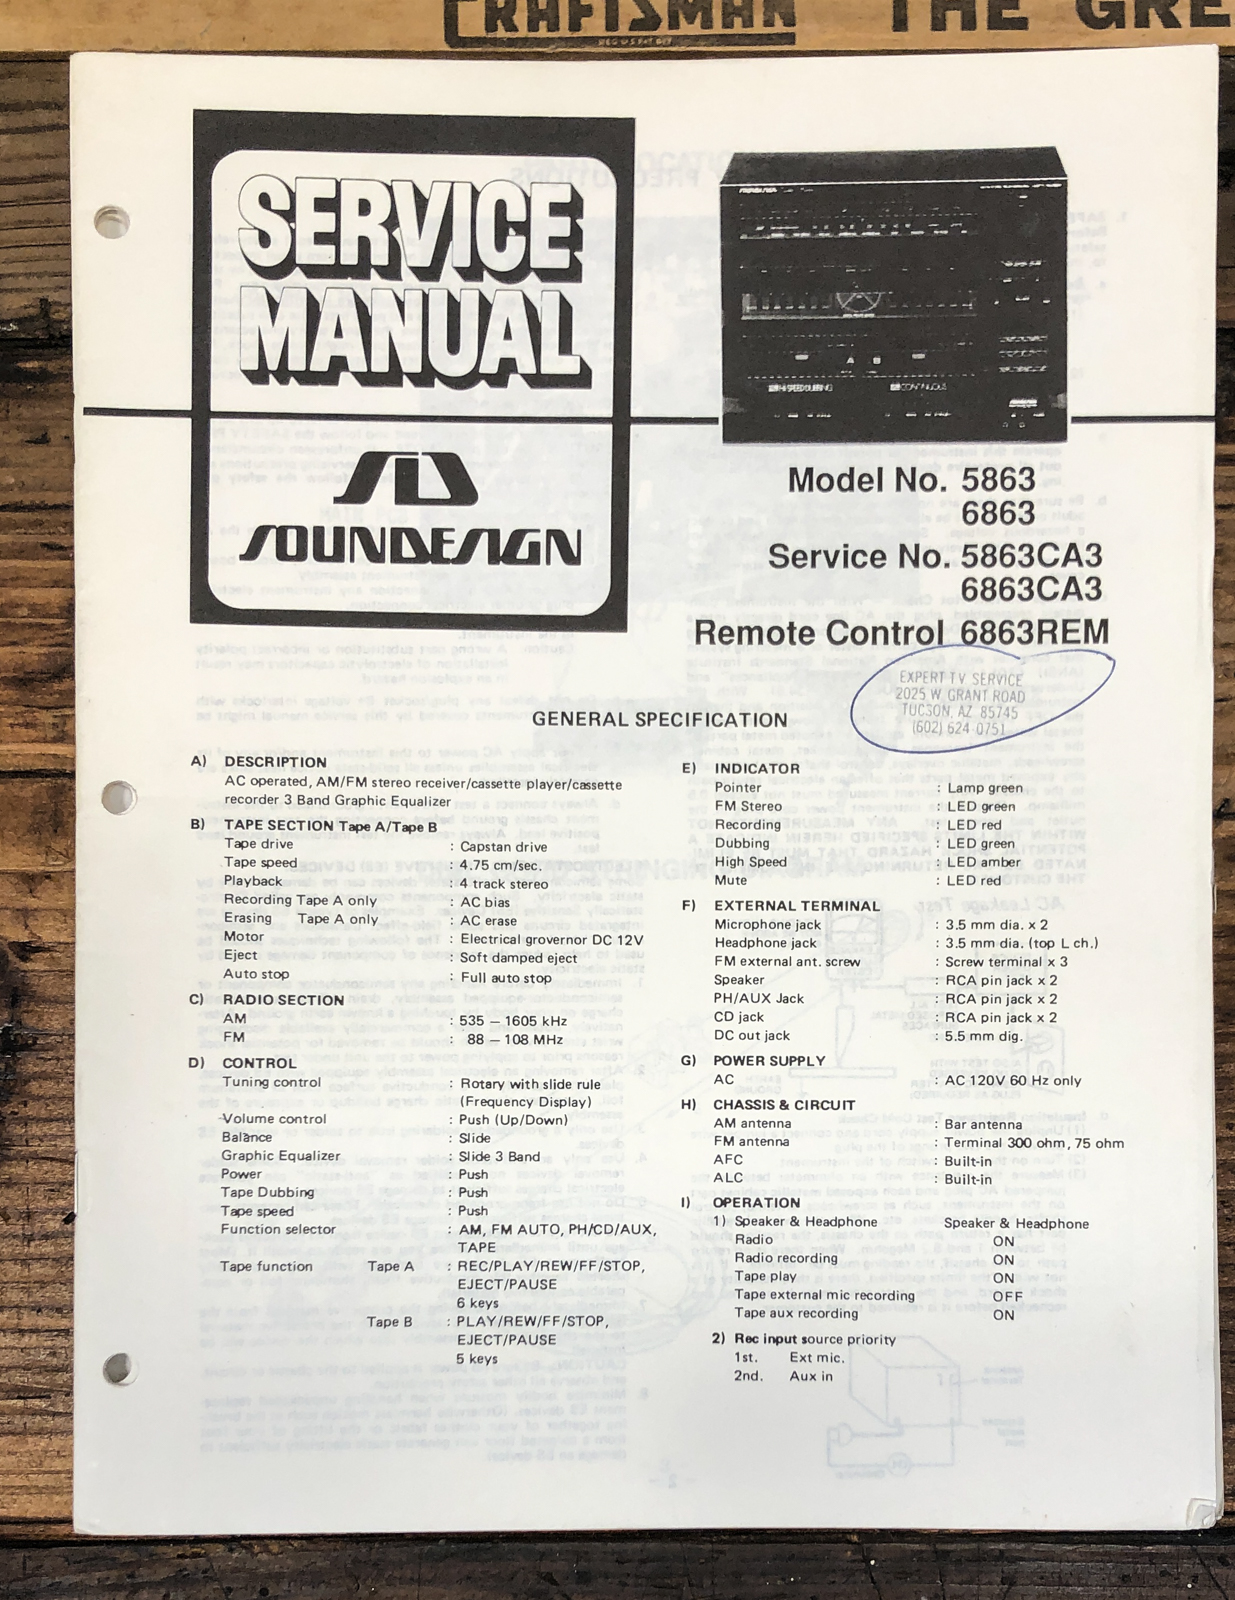 CRAFTSMAN THE GRE
SERVICE
MANUAL
SD
SOUNDESIGN
HI-SPEED DUBBING
CONTINUOUS
Model No. 5863
6863
Service No. 5863CA3
6863CA3
Remote Control 6863REM
EXPERT TV SERVICE
2025 W GRANT ROAD
TUCSON, AZ 85745
(602) 624 0751
GENERAL SPECIFICATION
A) DESCRIPTION
AC operated, AM/FM stereo receiver/cassette player/cassette
recorder 3 Band Graphic Equalizer
B) TAPE SECTION Tape A/Tape B
Tape drive : Capstan drive
Tape speed : 4.75 cm/sec.
Playback : 4 track stereo
Recording Tape A only : AC bias
Erasing Tape A only : AC erase
Motor : Electrical grovernor DC 12V
Eject : Soft damped eject
Auto stop : Full auto stop
C) RADIO SECTION
AM : 535 – 1605 kHz
FM : 88 – 108 MHz
D) CONTROL
Tuning control : Rotary with slide rule
(Frequency Display)
Volume control : Push (Up/Down)
Balance : Slide
Graphic Equalizer : Slide 3 Band
Power : Push
Tape Dubbing : Push
Tape speed : Push
Function selector : AM, FM AUTO, PH/CD/AUX,
TAPE
Tape function Tape A : REC/PLAY/REW/FF/STOP,
EJECT/PAUSE
6 keys
Tape B : PLAY/REW/FF/STOP,
EJECT/PAUSE
5 keys
E) INDICATOR
Pointer : Lamp green
FM Stereo : LED green
Recording : LED red
Dubbing : LED green
High Speed : LED amber
Mute : LED red
F) EXTERNAL TERMINAL
Microphone jack : 3.5 mm dia. x 2
Headphone jack : 3.5 mm dia. (top L ch.)
FM external ant. screw : Screw terminal x 3
Speaker : RCA pin jack x 2
PH/AUX Jack : RCA pin jack x 2
CD jack : RCA pin jack x 2
DC out jack : 5.5 mm dig.
G) POWER SUPPLY
AC : AC 120V 60 Hz only
H) CHASSIS & CIRCUIT
AM antenna : Bar antenna
FM antenna : Terminal 300 ohm, 75 ohm
AFC : Built-in
ALC : Built-in
I) OPERATION
1) Speaker & Headphone Speaker & Headphone
Radio ON
Radio recording ON
Tape play ON
Tape external mic recording OFF
Tape aux recording ON
2) Rec input source priority
1st. Ext mic.
2nd. Aux in